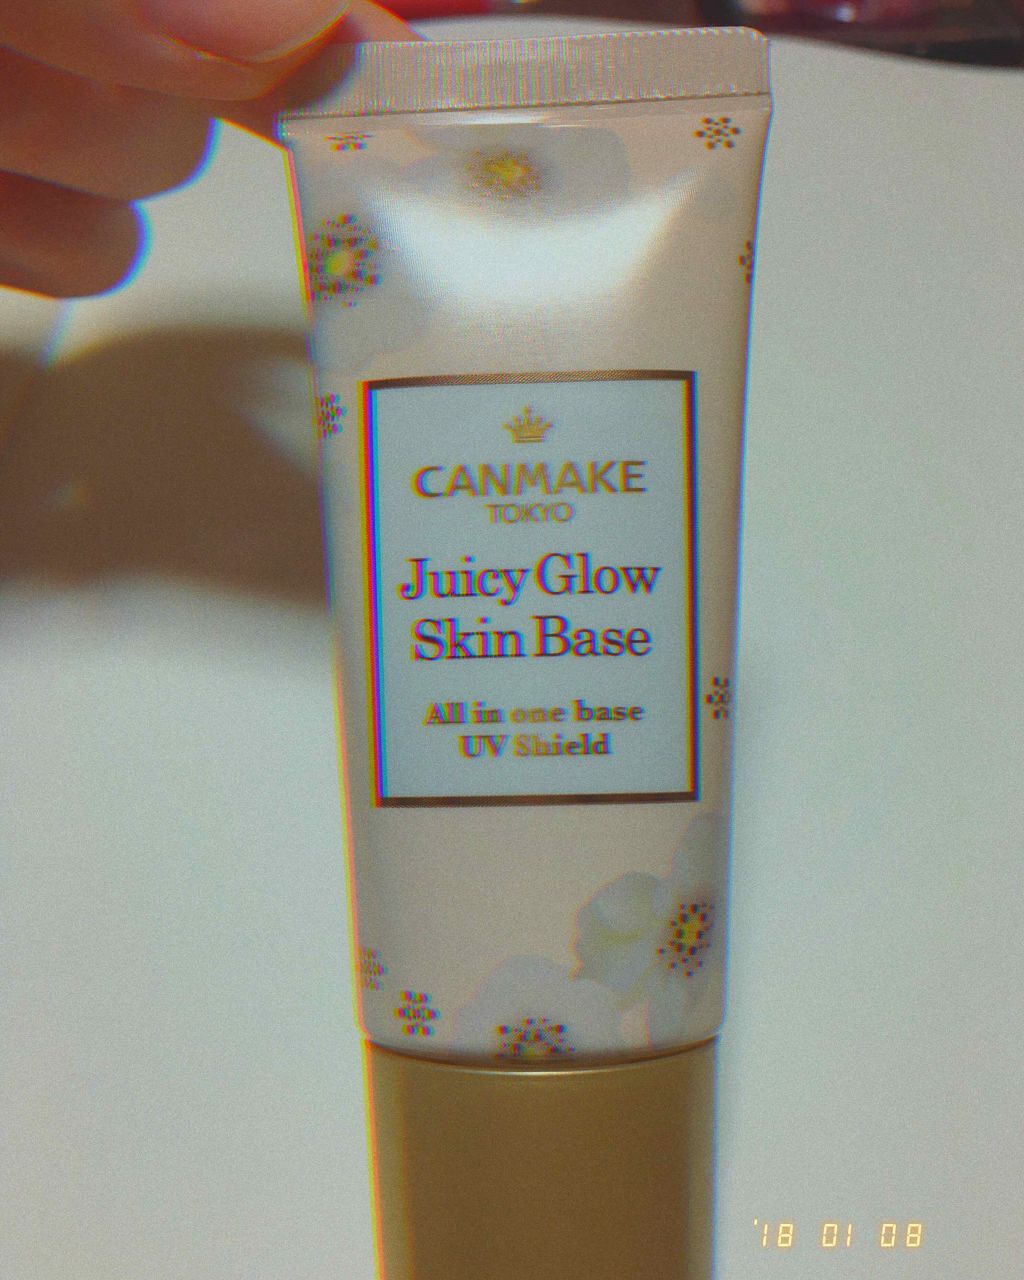 CANMAKE
TOKYO
Juicy Glow
Skin Base
All in one base
UV Shield
'18 01 08